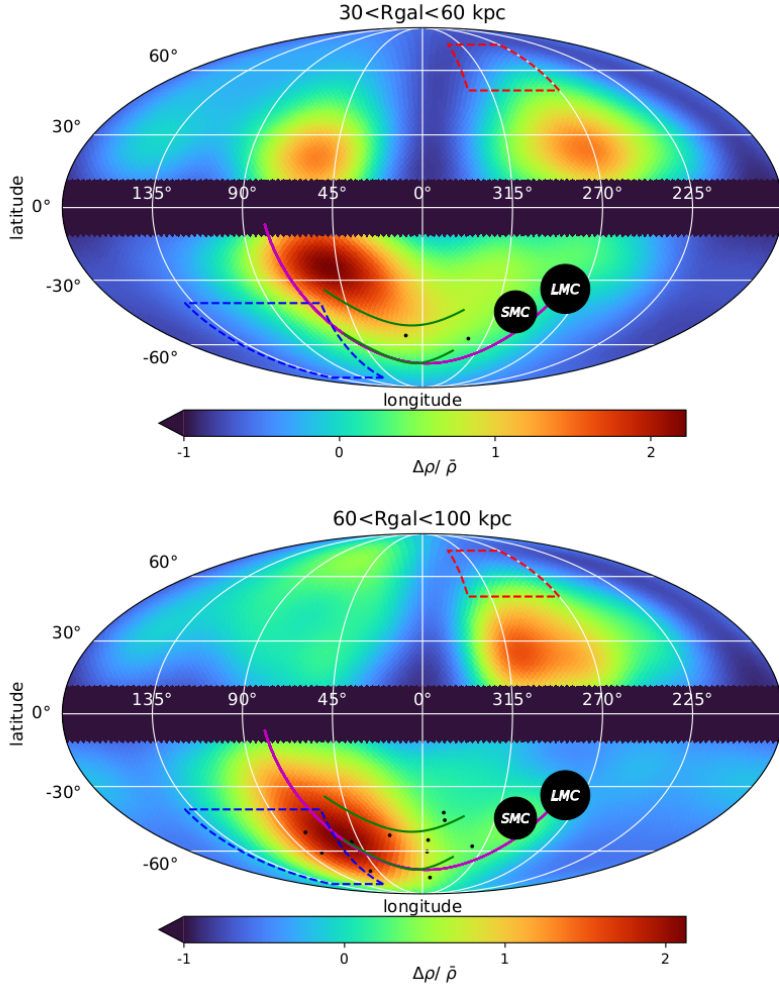 30<Rgal<60 kpc
60°
30°
135° 90° 45° 0° 315° 270° 225°
0°
latitude
-30°
LMC
SMC
-60°
longitude
-1 0 1 2
Δρ/ ρ̄
60<Rgal<100 kpc
60°
30°
135° 90° 45° 0° 315° 270° 225°
0°
latitude
-30°
LMC
SMC
-60°
longitude
-1 0 1 2
Δρ/ ρ̄